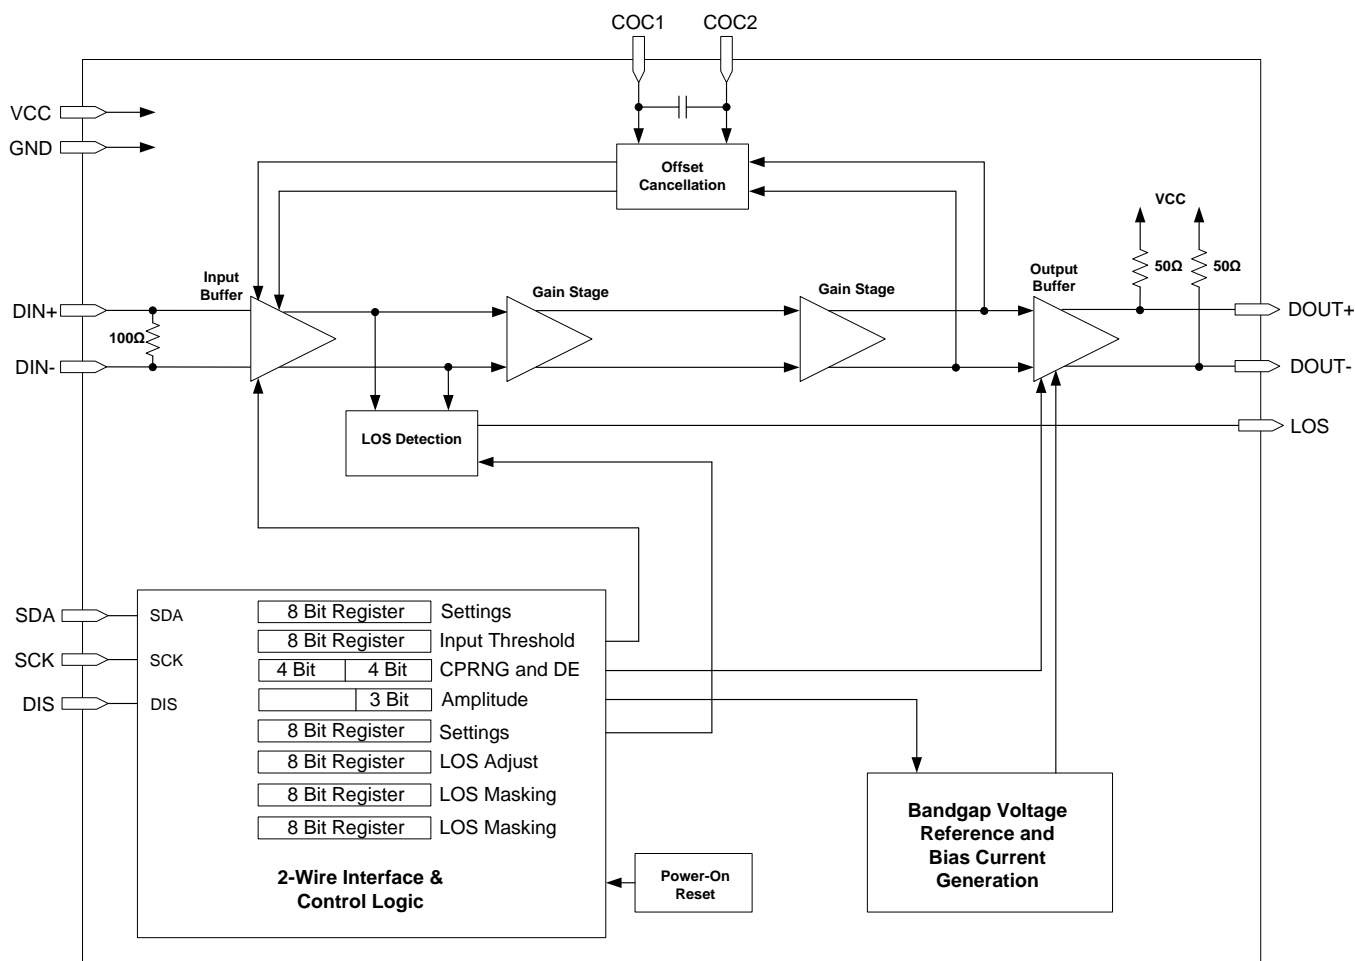 COC1 COC2
VCC
GND
Offset
Cancellation
VCC
50Ω 50Ω
Input
Buffer
Gain Stage
Gain Stage
Output
Buffer
DIN+
100Ω
DIN-
DOUT+
DOUT-
LOS Detection
LOS
SDA SDA
SCK SCK
DIS DIS
8 Bit Register Settings
8 Bit Register Input Threshold
4 Bit 4 Bit CPRNG and DE
3 Bit Amplitude
8 Bit Register Settings
8 Bit Register LOS Adjust
8 Bit Register LOS Masking
8 Bit Register LOS Masking
2-Wire Interface &
Control Logic
Power-On
Reset
Bandgap Voltage
Reference and
Bias Current
Generation